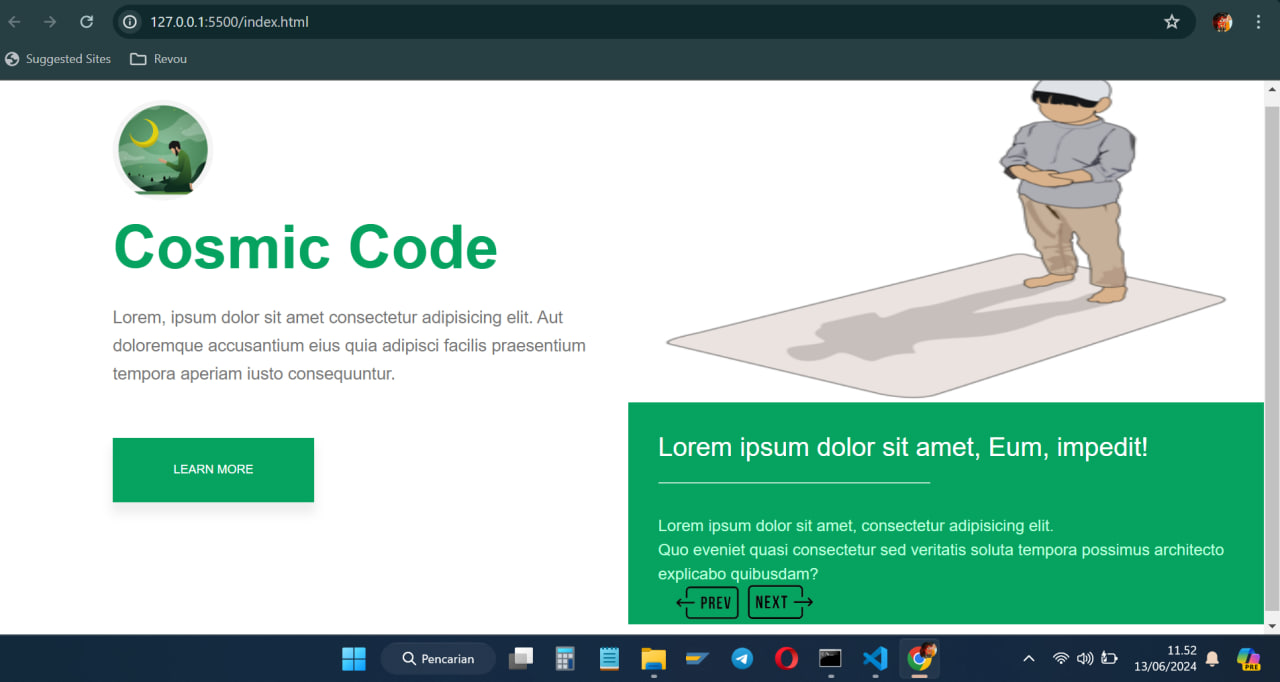 127.0.0.1:5500/index.html
Suggested Sites
Revou
Cosmic Code
Lorem, ipsum dolor sit amet consectetur adipisicing elit. Aut
doloremque accusantium eius quia adipisci facilis praesentium
tempora aperiam iusto consequuntur.
LEARN MORE
Lorem ipsum dolor sit amet, Eum, impedit!
Lorem ipsum dolor sit amet, consectetur adipisicing elit.
Quo eveniet quasi consectetur sed veritatis soluta tempora possimus architecto
explicabo quibusdam?
PREV
NEXT
Pencarian
11.52
13/06/2024
PRE